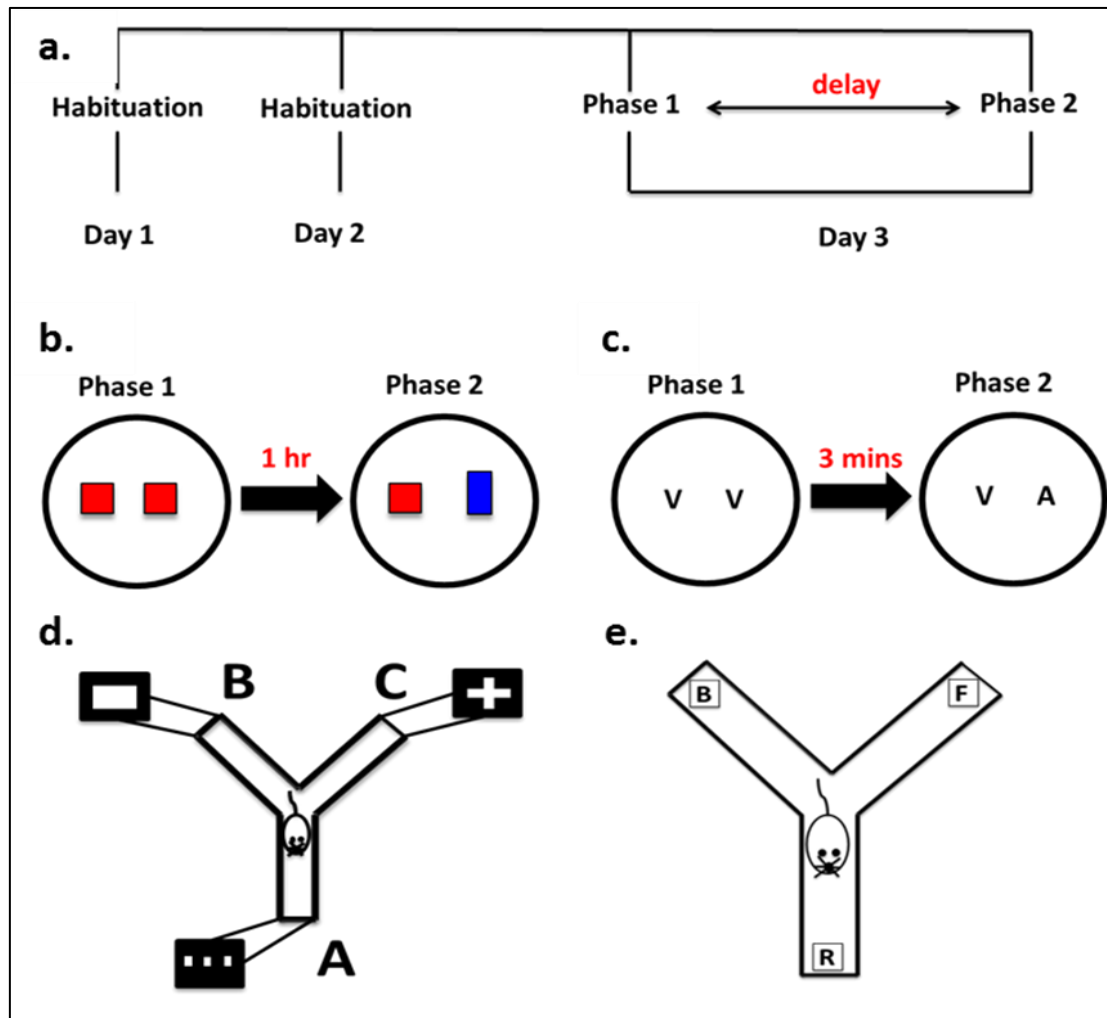 a.
Habituation
Habituation
Phase 1
delay
Phase 2
Day 1
Day 2
Day 3
b.
Phase 1
1 hr
Phase 2
c.
Phase 1
3 mins
Phase 2
V V
V A
d.
B
C
A
e.
B
F
R